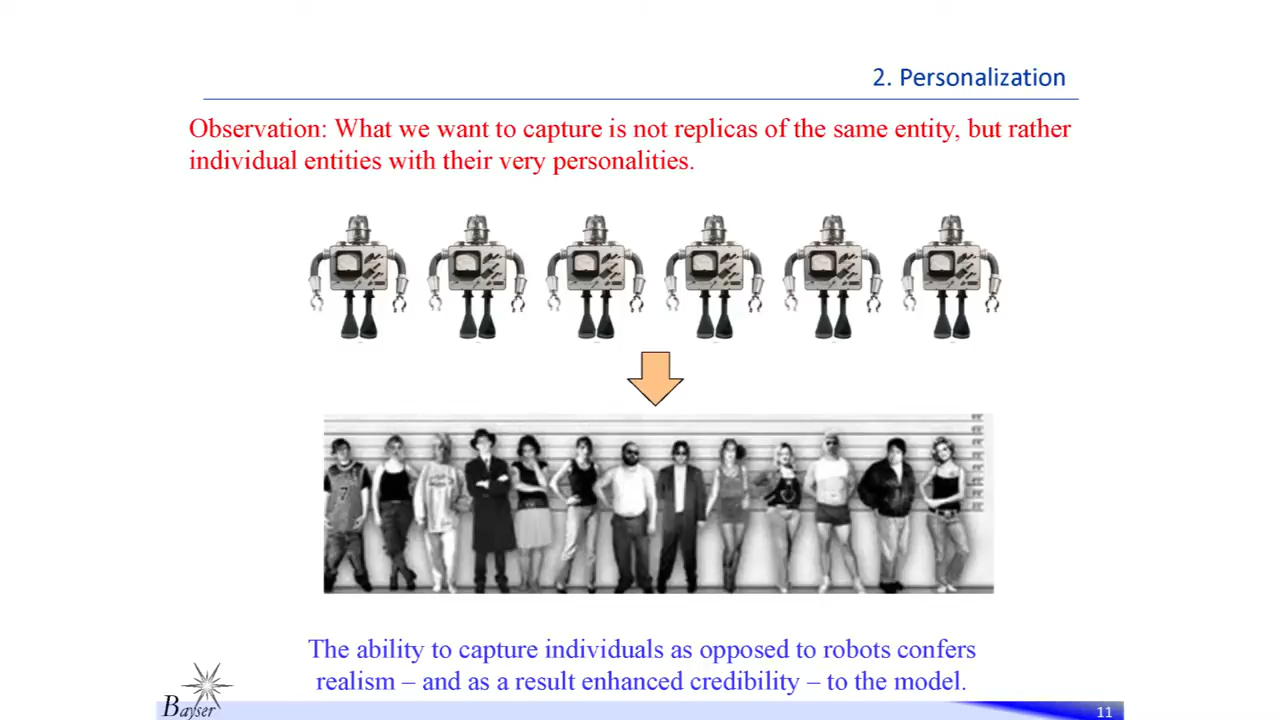 2. Personalization
Observation: What we want to capture is not replicas of the same entity, but rather
individual entities with their very personalities.
7
The ability to capture individuals as opposed to robots confers
realism – and as a result enhanced credibility – to the model.
Bayser
11